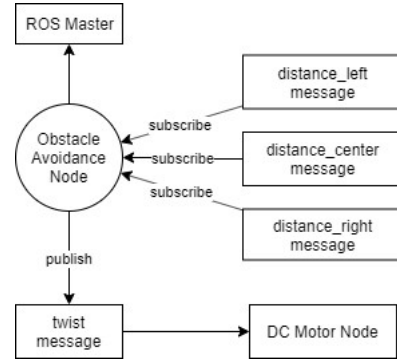 ROS Master
distance_left
message
subscribe
Obstacle
Avoidance
Node
subscribe
distance_center
message
subscribe
distance_right
message
publish
twist
message
DC Motor Node